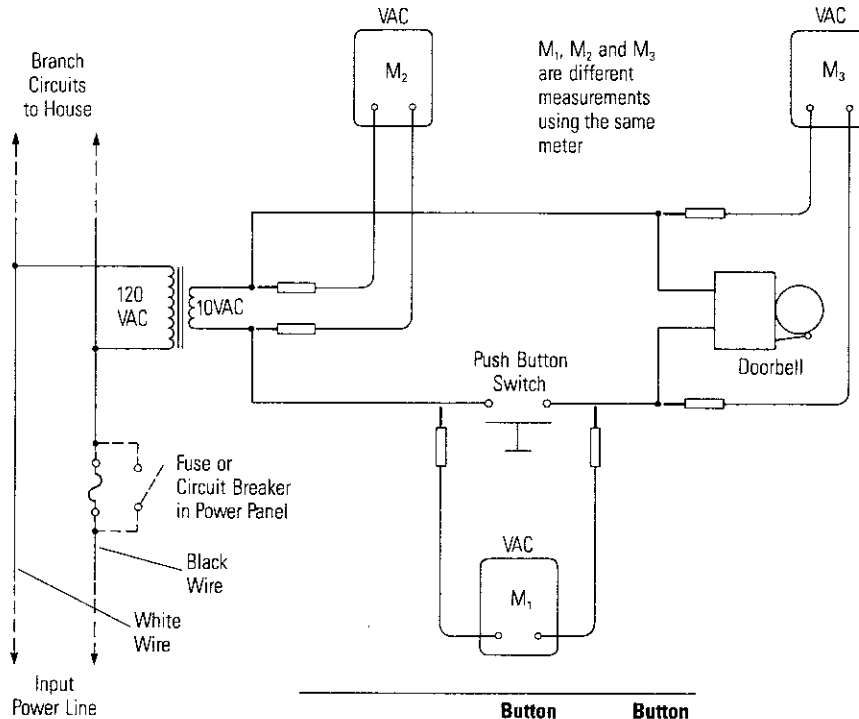 VAC
VAC
Branch
Circuits
to House
M₂
M₁, M₂ and M₃
are different
measurements
using the same
meter
M₃
120
VAC
10VAC
Push Button
Switch
Doorbell
Fuse or
Circuit Breaker
in Power Panel
Black
Wire
VAC
M₁
White
Wire
Input
Power Line
Button Button